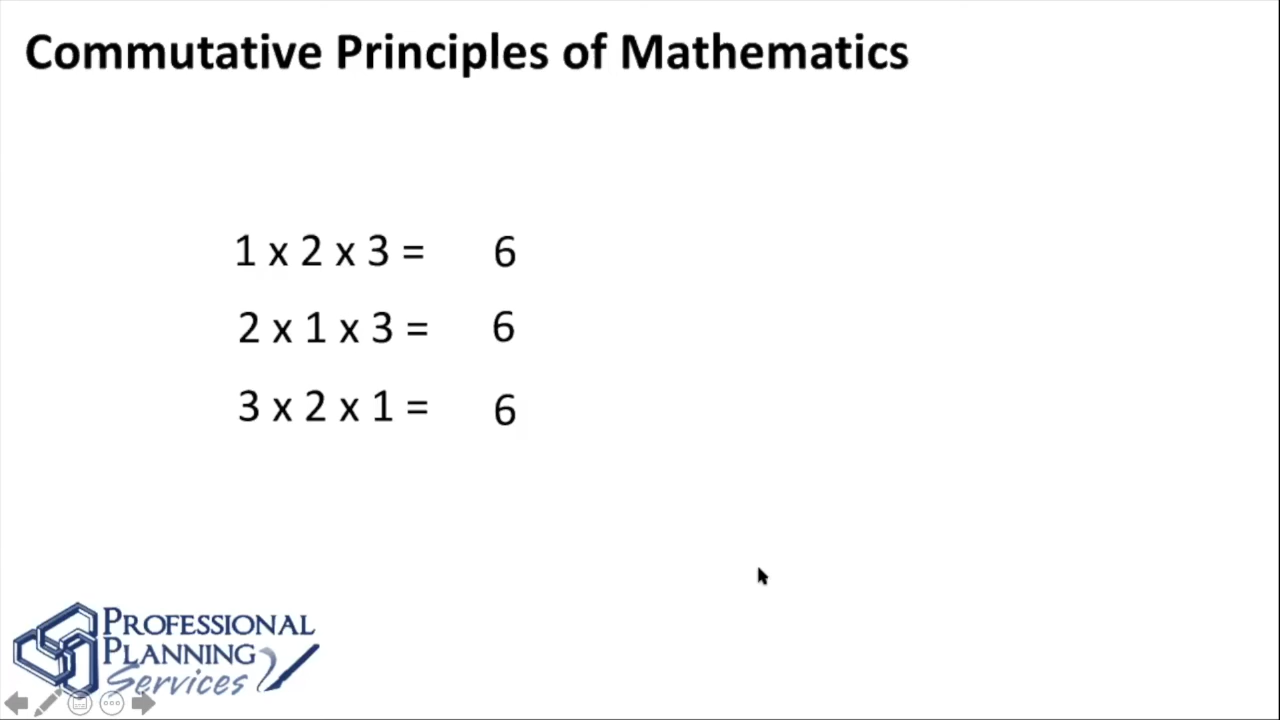 Commutative Principles of Mathematics
1 x 2 x 3 = 6
2 x 1 x 3 = 6
3 x 2 x 1 = 6
PROFESSIONAL
PLANNING
Services